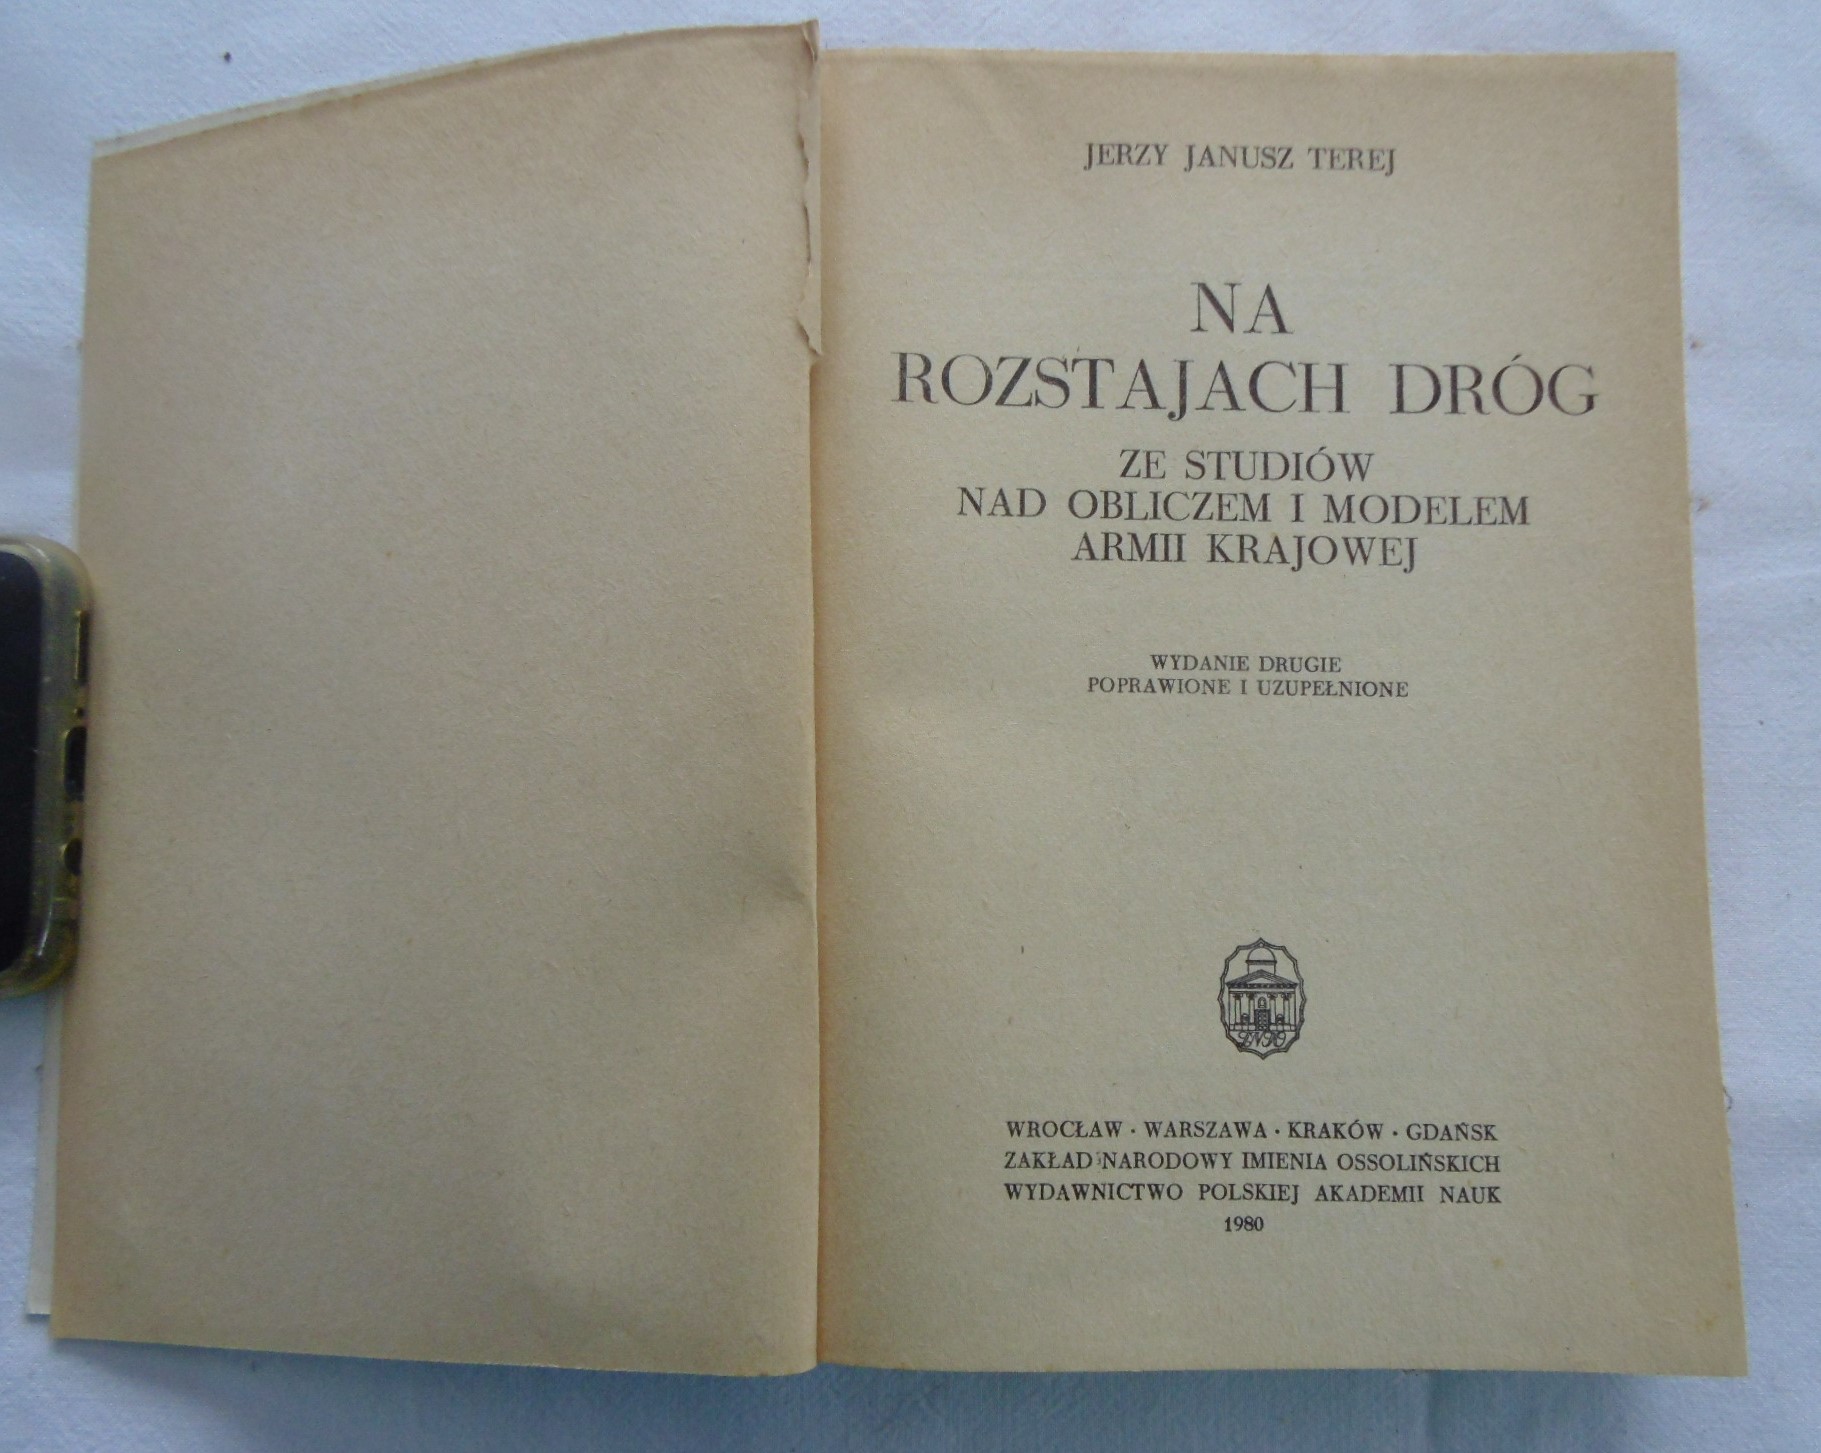 JERZY JANUSZ TEREJ
NA
ROZSTAJACH DRÓG
ZE STUDIÓW
NAD OBLICZEM I MODELEM
ARMII KRAJOWEJ
WYDANIE DRUGIE
POPRAWIONE I UZUPEŁNIONE
WROCŁAW · WARSZAWA · KRAKÓW · GDAŃSK
ZAKŁAD NARODOWY IMIENIA OSSOLIŃSKICH
WYDAWNICTWO POLSKIEJ AKADEMII NAUK
1980